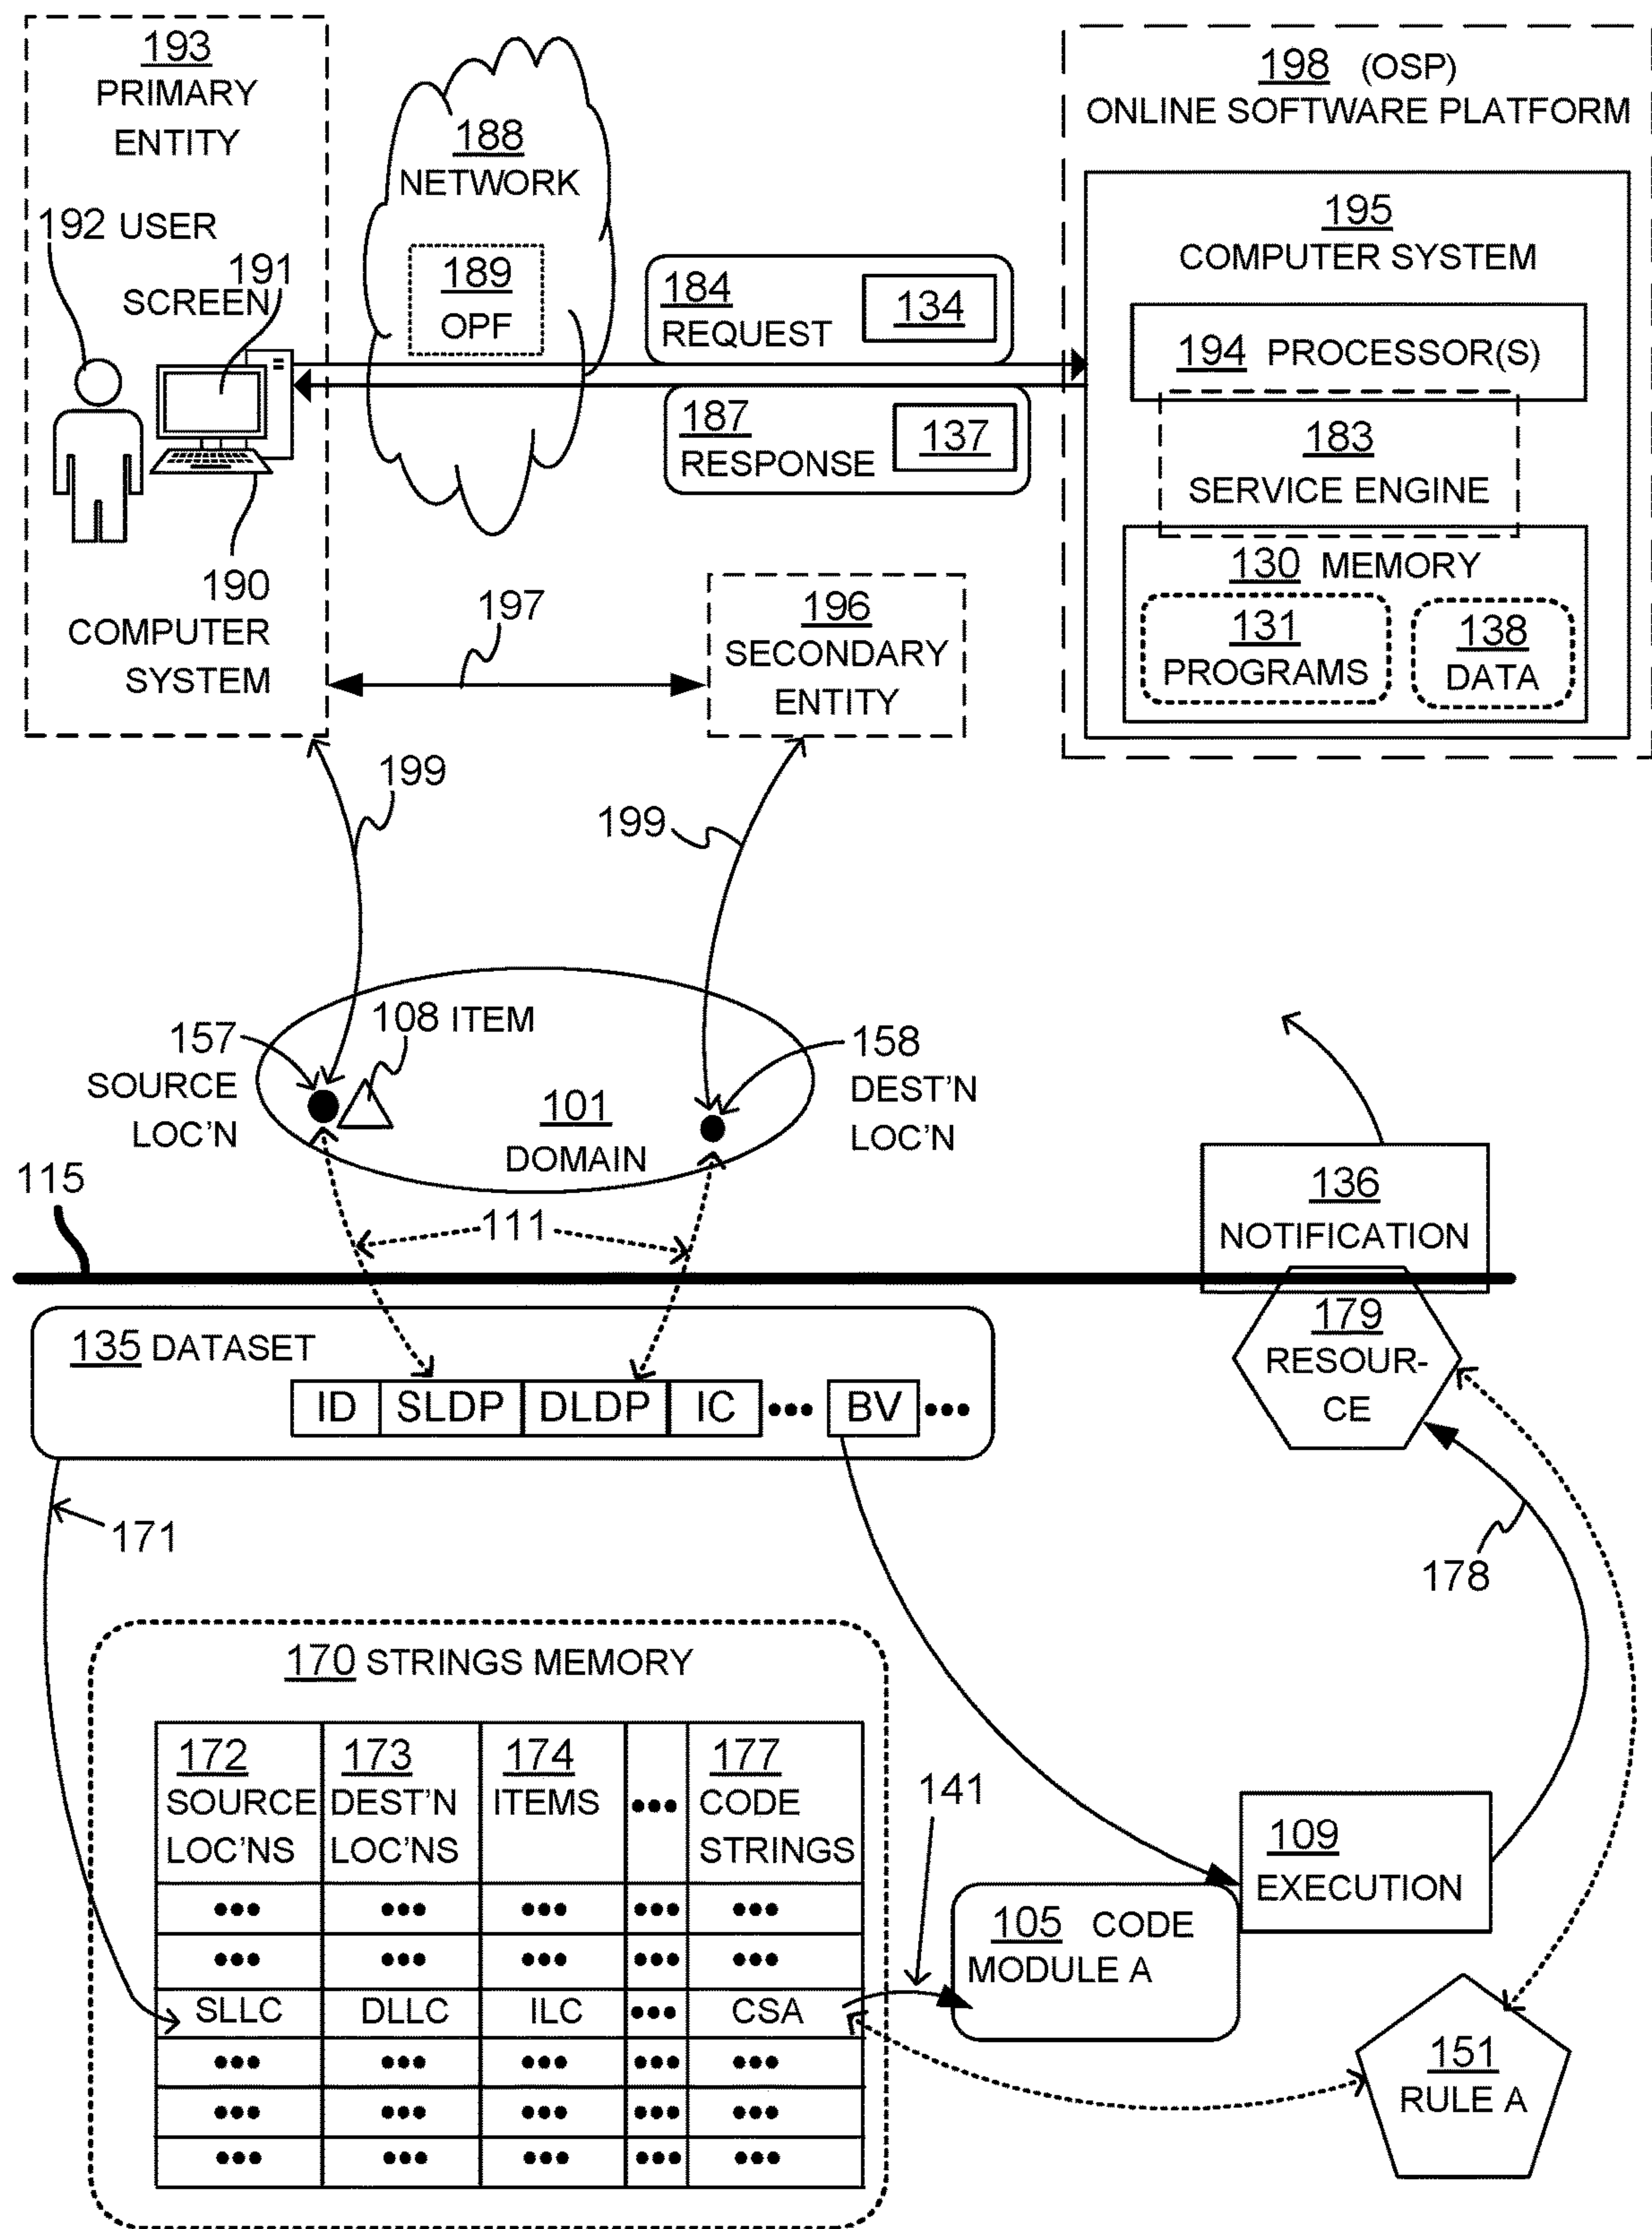 193
PRIMARY
ENTITY
192 USER
191
SCREEN
190
COMPUTER
SYSTEM
188
NETWORK
189
OPF
184
REQUEST
134
187
RESPONSE
137
198 (OSP)
ONLINE SOFTWARE PLATFORM
195
COMPUTER SYSTEM
194 PROCESSOR(S)
183
SERVICE ENGINE
130 MEMORY
131
PROGRAMS
138
DATA
197
196
SECONDARY
ENTITY
199
199
157
SOURCE
LOC'N
108 ITEM
101
DOMAIN
158
DEST'N
LOC'N
115
111
136
NOTIFICATION
179
RESOUR-
CE
135 DATASET
ID SLDP DLDP IC ••• BV •••
171
178
170 STRINGS MEMORY
172
SOURCE
LOC'NS
173
DEST'N
LOC'NS
174
ITEMS
•••
177
CODE
STRINGS
••• ••• ••• ••• •••
••• ••• ••• ••• •••
SLLC DLLC ILC ••• CSA
••• ••• ••• ••• •••
••• ••• ••• ••• •••
••• ••• ••• ••• •••
141
109
EXECUTION
105 CODE
MODULE A
151
RULE A